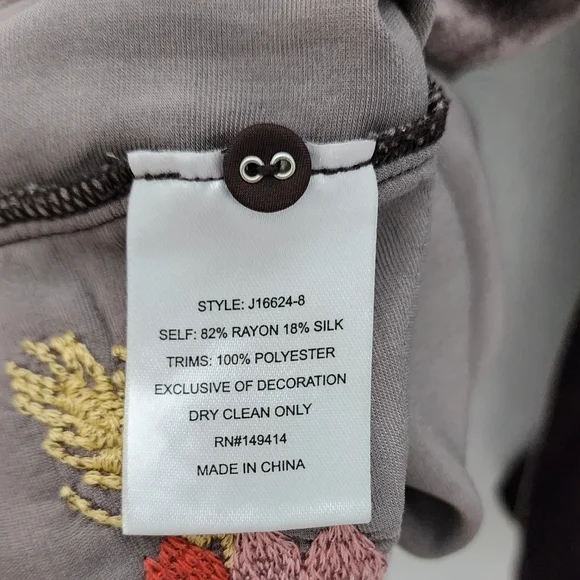 STYLE: J16624-8
SELF: 82% RAYON 18% SILK
TRIMS: 100% POLYESTER
EXCLUSIVE OF DECORATION
DRY CLEAN ONLY
RN#149414
MADE IN CHINA